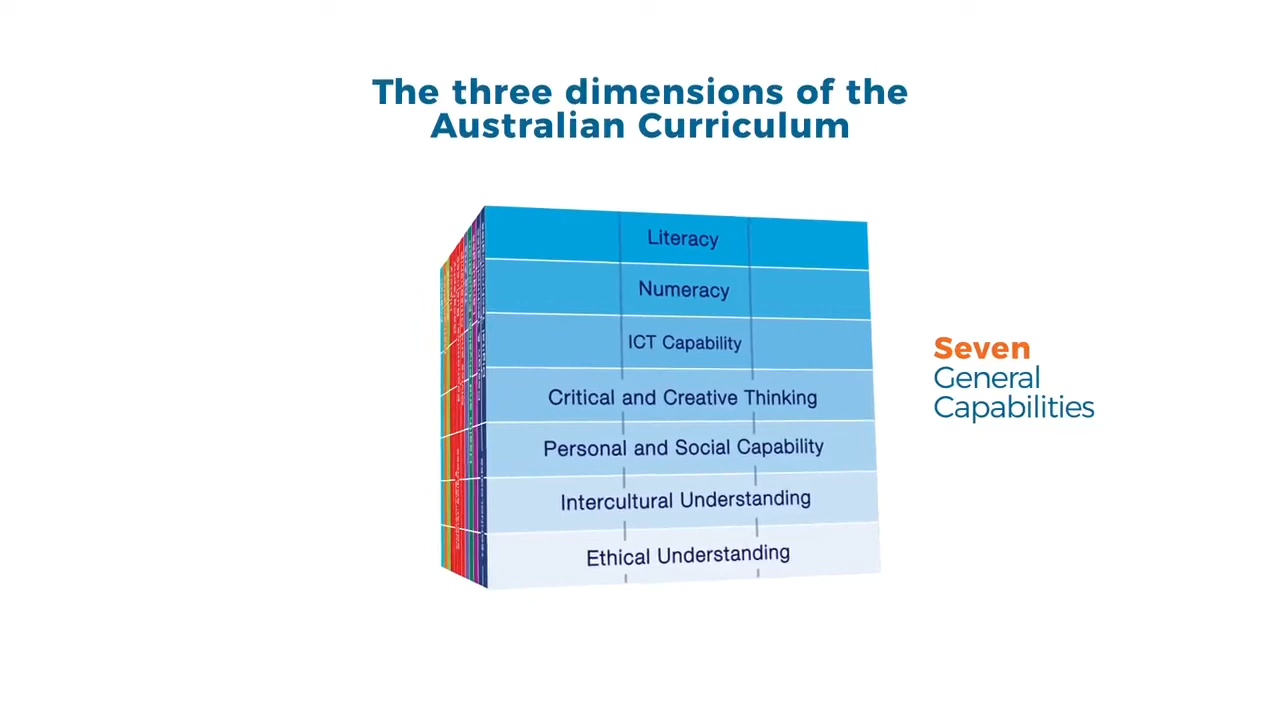 The three dimensions of the
Australian Curriculum
Literacy
Numeracy
ICT Capability
Critical and Creative Thinking
Personal and Social Capability
Intercultural Understanding
Ethical Understanding
Seven
General
Capabilities